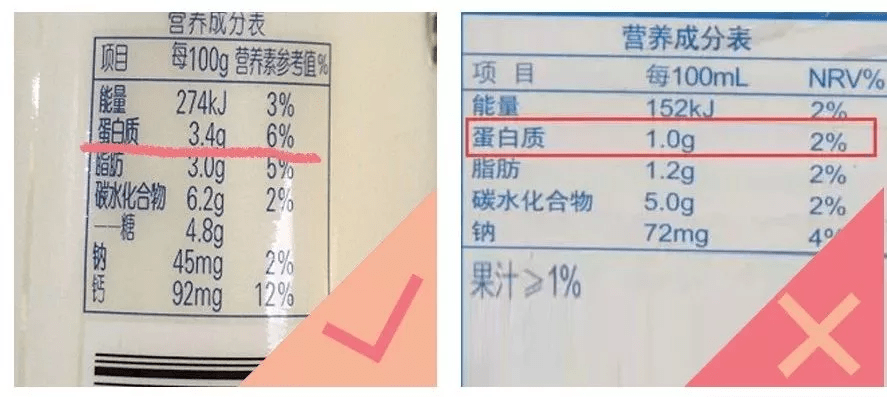 营养成分表
项目 每100g 营养素参考值%
能量 274kJ 3%
蛋白质 3.4g 6%
脂肪 3.0g 5%
碳水化合物 6.2g 2%
——糖 4.8g
钠 45mg 2%
钙 92mg 12%
营养成分表
项 目 每100mL NRV%
能量 152kJ 2%
蛋白质 1.0g 2%
脂肪 1.2g 2%
碳水化合物 5.0g 2%
钠 72mg 4%
果汁≥1%